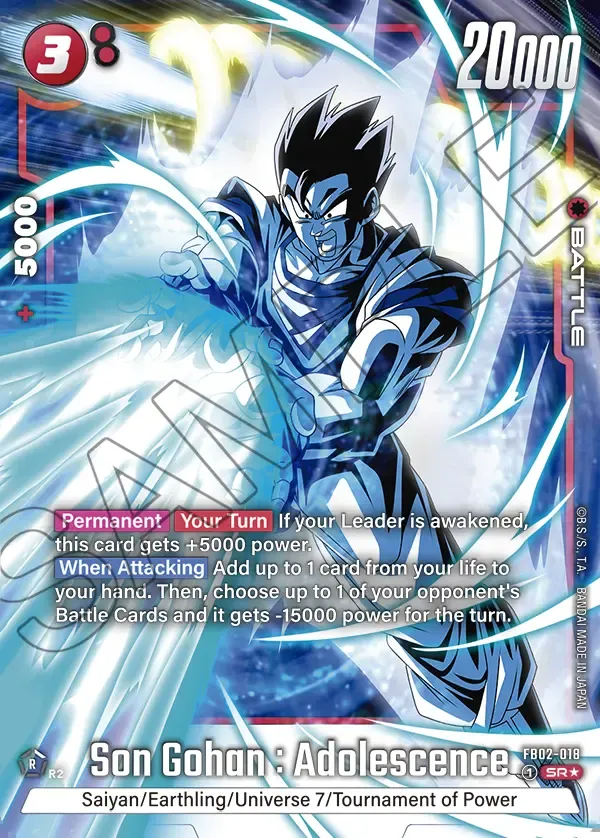 3
20000
+ 5000
BATTLE
SAMPLE
Permanent Your Turn If your Leader is awakened,
this card gets +5000 power.
When Attacking Add up to 1 card from your life to
your hand. Then, choose up to 1 of your opponent's
Battle Cards and it gets -15000 power for the turn.
©B.S./S., T.A. BANDAI MADE IN JAPAN
R R2
Son Gohan : Adolescence
FB02-018
1 SR★
Saiyan/Earthling/Universe 7/Tournament of Power